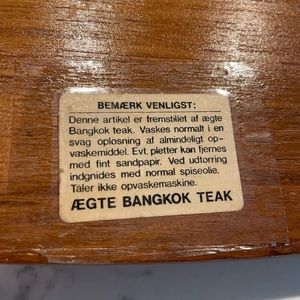 BEMÆRK VENLIGST:
Denne artikel er fremstillet af ægte
Bangkok teak. Vaskes normalt i en
svag opløsning af almindeligt op-
vaskemiddel. Evt. pletter kan fjernes
med fint sandpapir. Ved udtørring
indgnides med normal spiseolie.
Tåler ikke opvaskemaskine.
ÆGTE BANGKOK TEAK